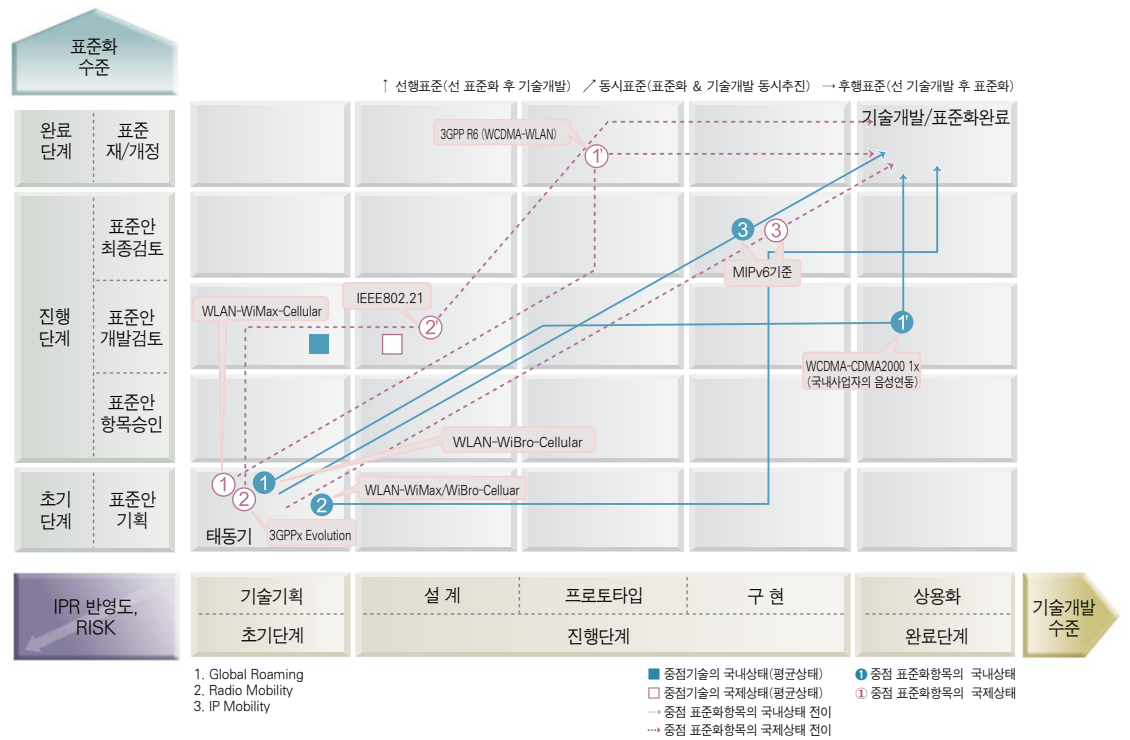 표준화
수준
↑ 선행표준(선 표준화 후 기술개발) ↗ 동시표준(표준화 & 기술개발 동시추진) → 후행표준(선 기술개발 후 표준화)
완료
단계
표준
재/개정
3GPP R6 (WCDMA-WLAN)
1'
기술개발/표준화완료
표준안
최종검토
3
3
MIPv6기준
진행
단계
표준안
개발검토
WLAN-WiMax-Cellular
IEEE802.21
2'
1'
WCDMA-CDMA2000 1x
(국내사업자의 음성연동)
표준안
항목승인
WLAN-WiBro-Cellular
초기
단계
표준안
기획
1
2
1
2
WLAN-WiMax/WiBro-Celluar
태동기
3GPPx Evolution
IPR 반영도,
RISK
기술기획
설 계
프로토타입
구 현
상용화
초기단계
진행단계
완료단계
기술개발
수준
1. Global Roaming
2. Radio Mobility
3. IP Mobility
■ 중점기술의 국내상태(평균상태)
□ 중점기술의 국제상태(평균상태)
→ 중점 표준화항목의 국내상태 전이
⇢ 중점 표준화항목의 국제상태 전이
❶ 중점 표준화항목의 국내상태
① 중점 표준화항목의 국제상태